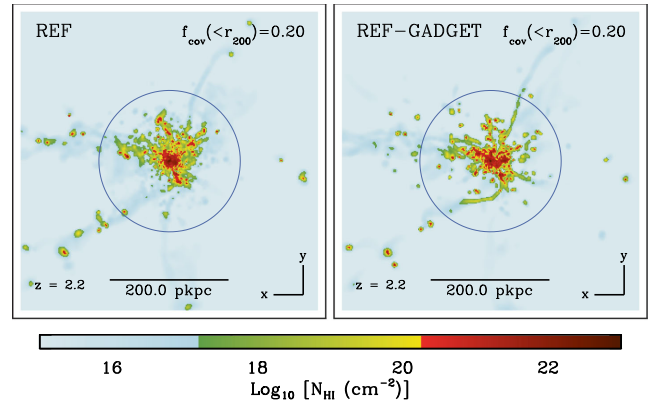 REF f_cov(<r_200)=0.20
REF-GADGET f_cov(<r_200)=0.20
z = 2.2 200.0 pkpc x y
z = 2.2 200.0 pkpc x y
16 18 20 22
Log_10 [N_HI (cm^-2)]